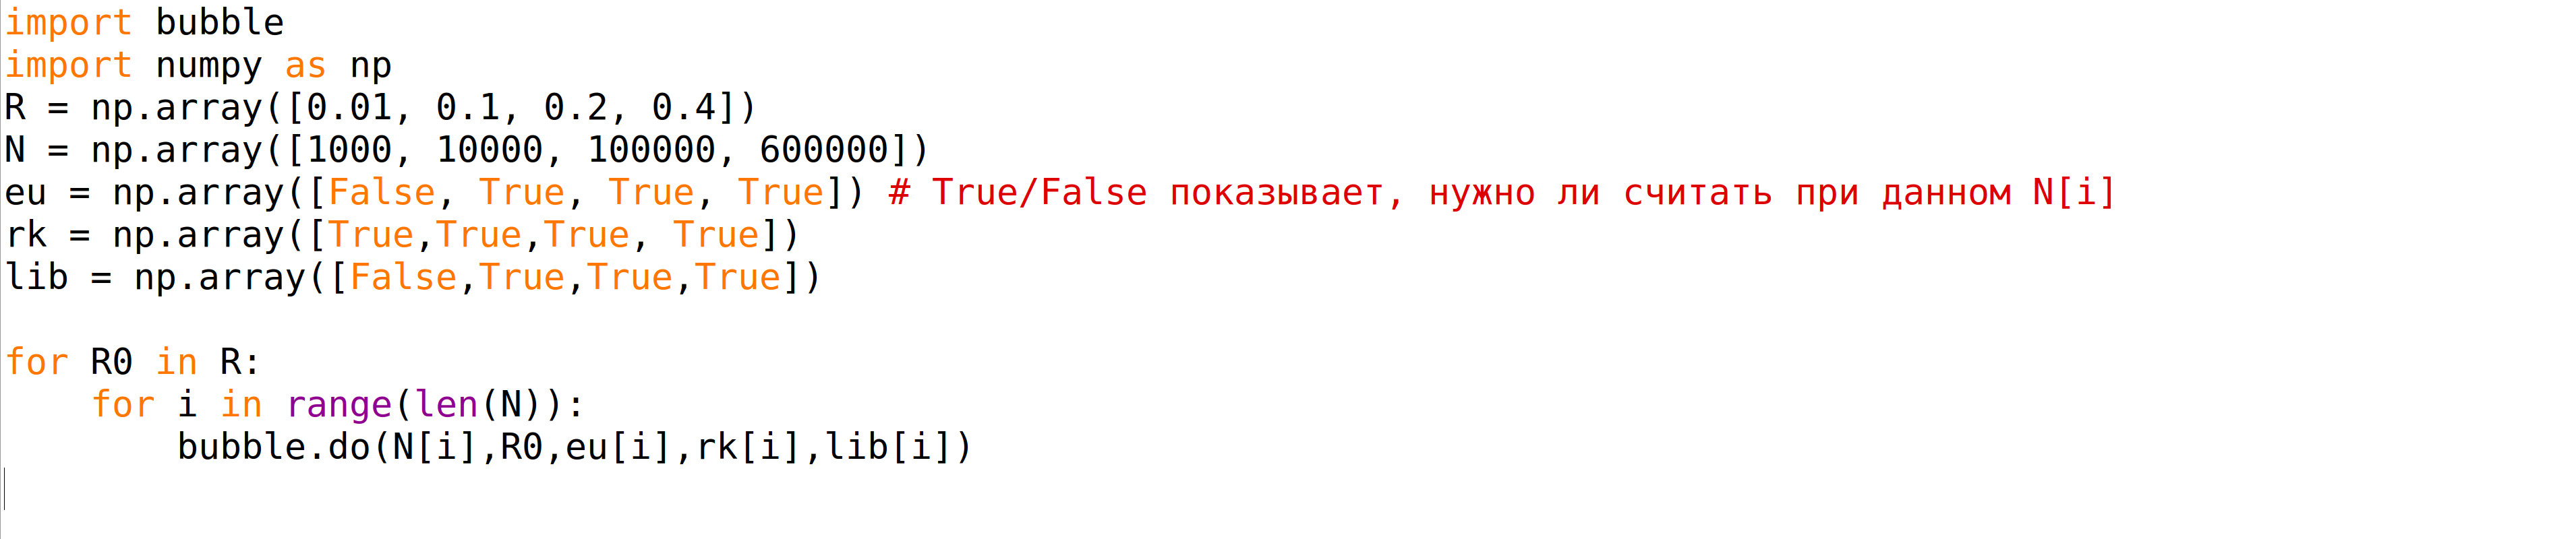 import bubble
import numpy as np
R = np.array([0.01, 0.1, 0.2, 0.4])
N = np.array([1000, 10000, 100000, 600000])
eu = np.array([False, True, True, True]) # True/False показывает, нужно ли считать при данном N[i]
rk = np.array([True,True,True, True])
lib = np.array([False,True,True,True])

for R0 in R:
    for i in range(len(N)):
        bubble.do(N[i],R0,eu[i],rk[i],lib[i])